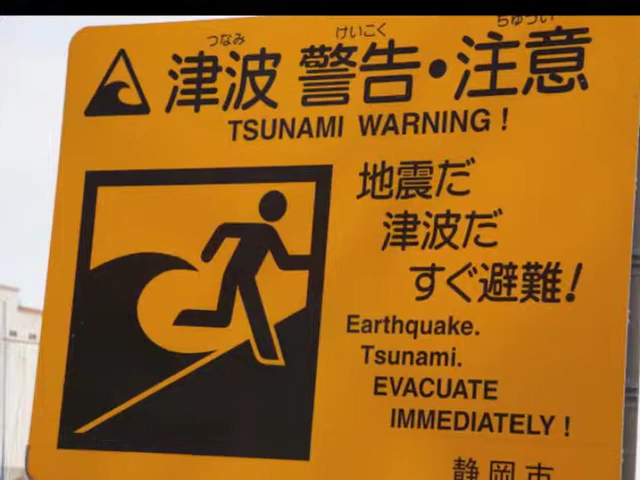 つなみ けいこく ちゅうい
津波 警告・注意
TSUNAMI WARNING!
地震だ
津波だ
すぐ避難!
Earthquake.
Tsunami.
EVACUATE
IMMEDIATELY!
静岡市